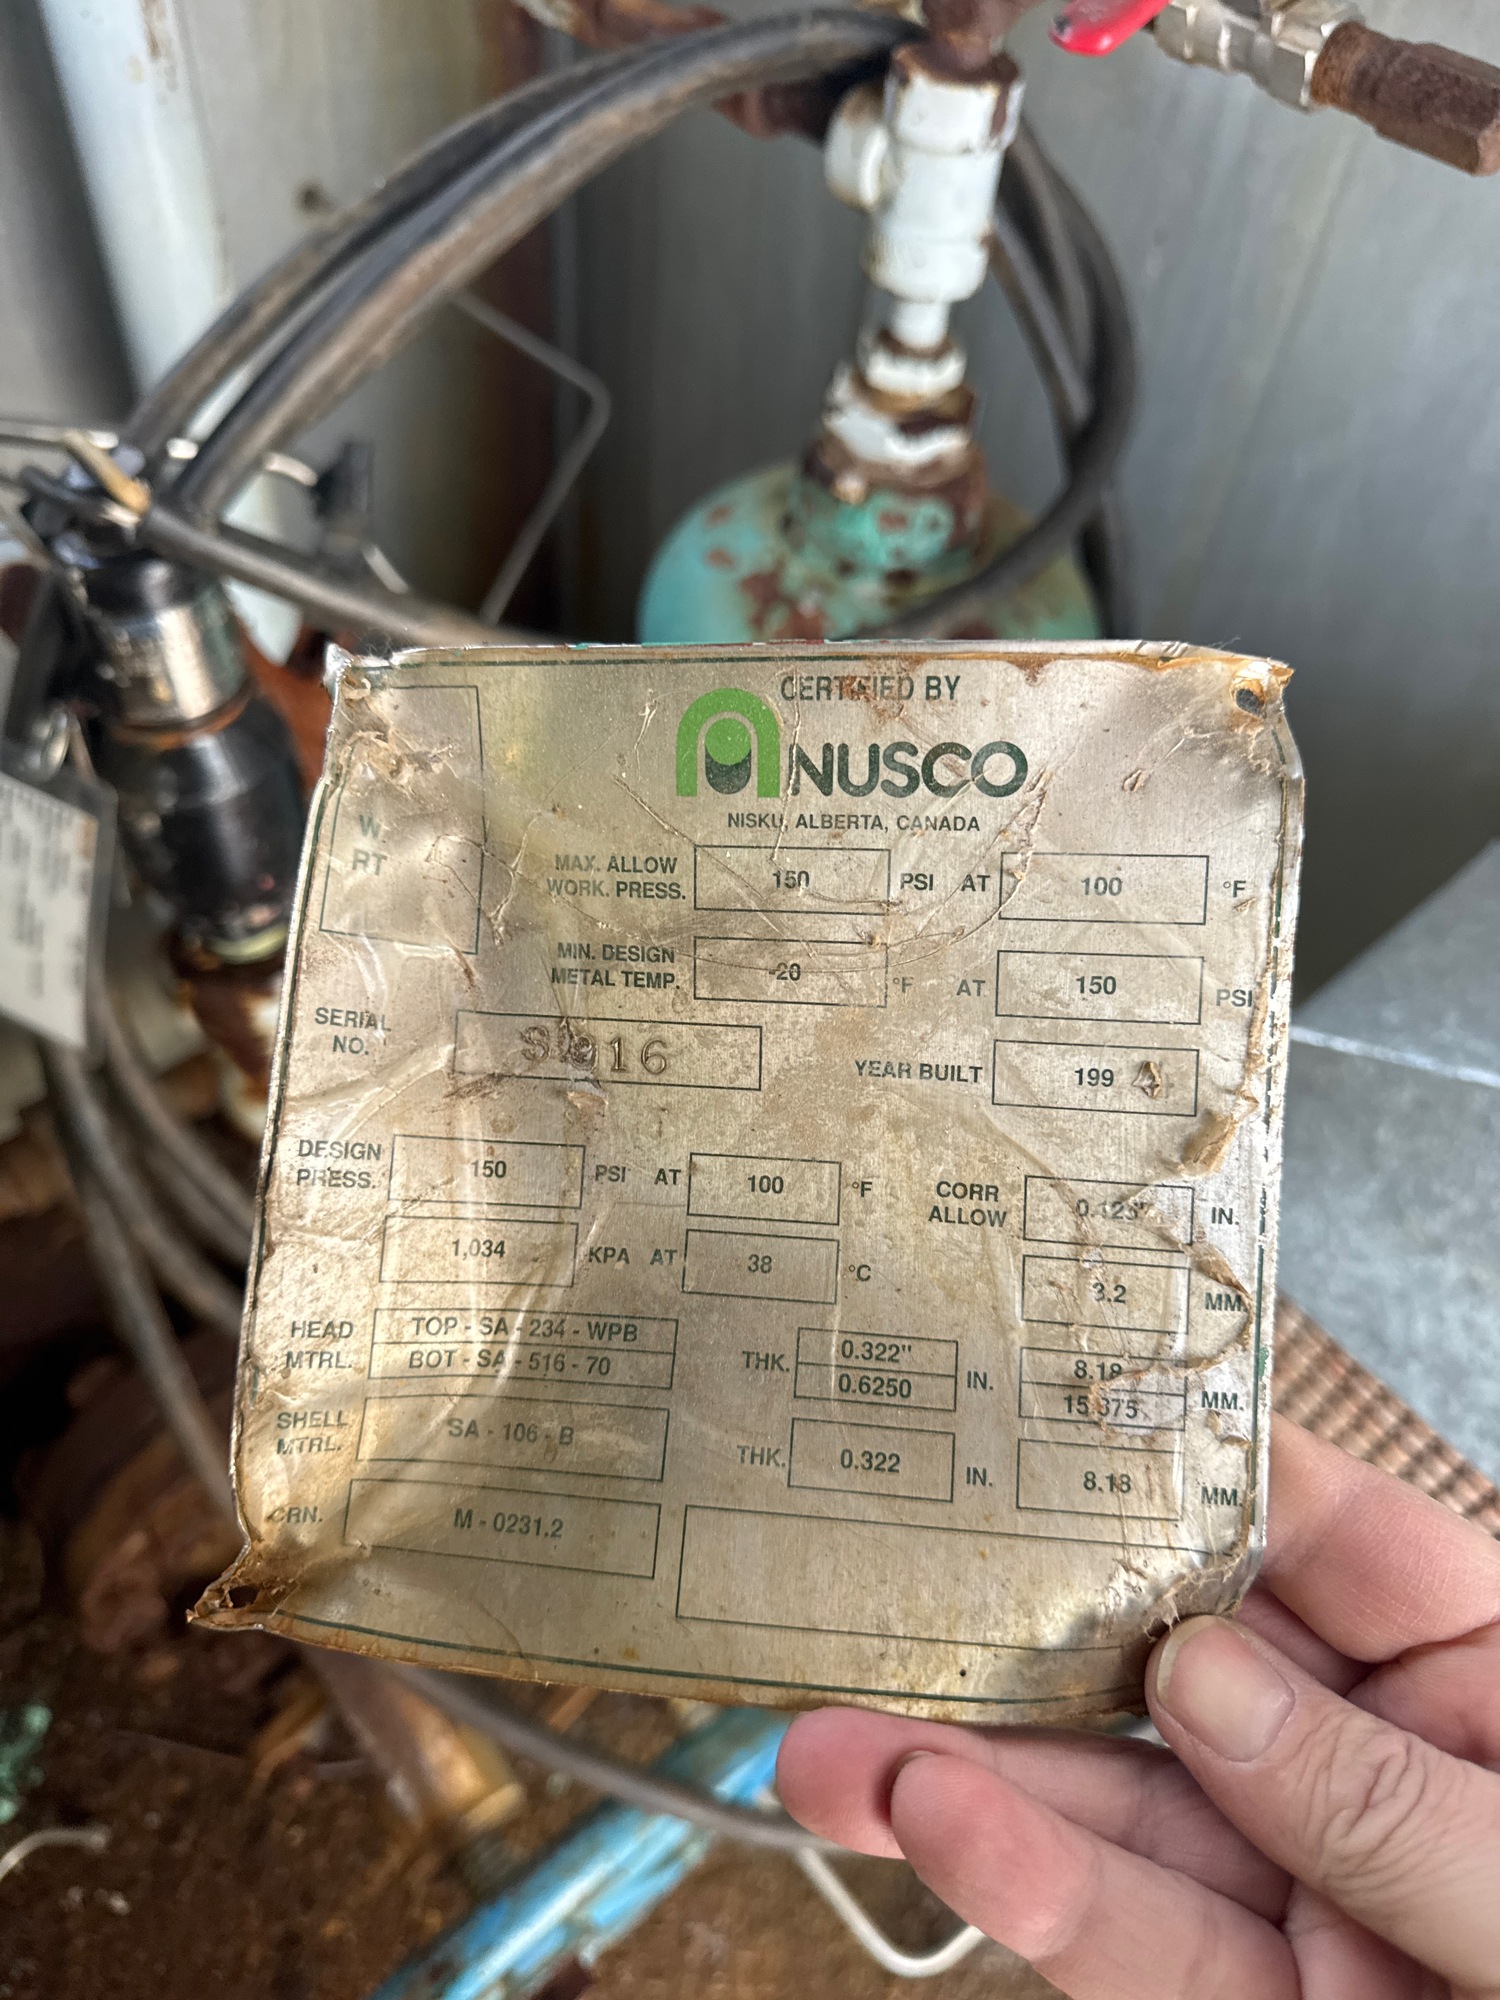 CERTIFIED BY
NUSCO
NISKU, ALBERTA, CANADA
W
RT
MAX. ALLOW WORK. PRESS. 150 PSI AT 100 °F
MIN. DESIGN METAL TEMP. -20 °F AT 150 PSI
SERIAL NO. YEAR BUILT 199
DESIGN PRESS. 150 PSI AT 100 °F CORR ALLOW 0.125" IN.
1,034 KPA AT 38 °C 3.2 MM.
HEAD MTRL. TOP - SA - 234 - WPB THK. 0.322" IN. 8.18 MM.
BOT - SA - 516 - 70 0.6250 15.875
SHELL MTRL. SA - 106 - B THK. 0.322 IN. 8.18 MM.
CRN. M - 0231.2